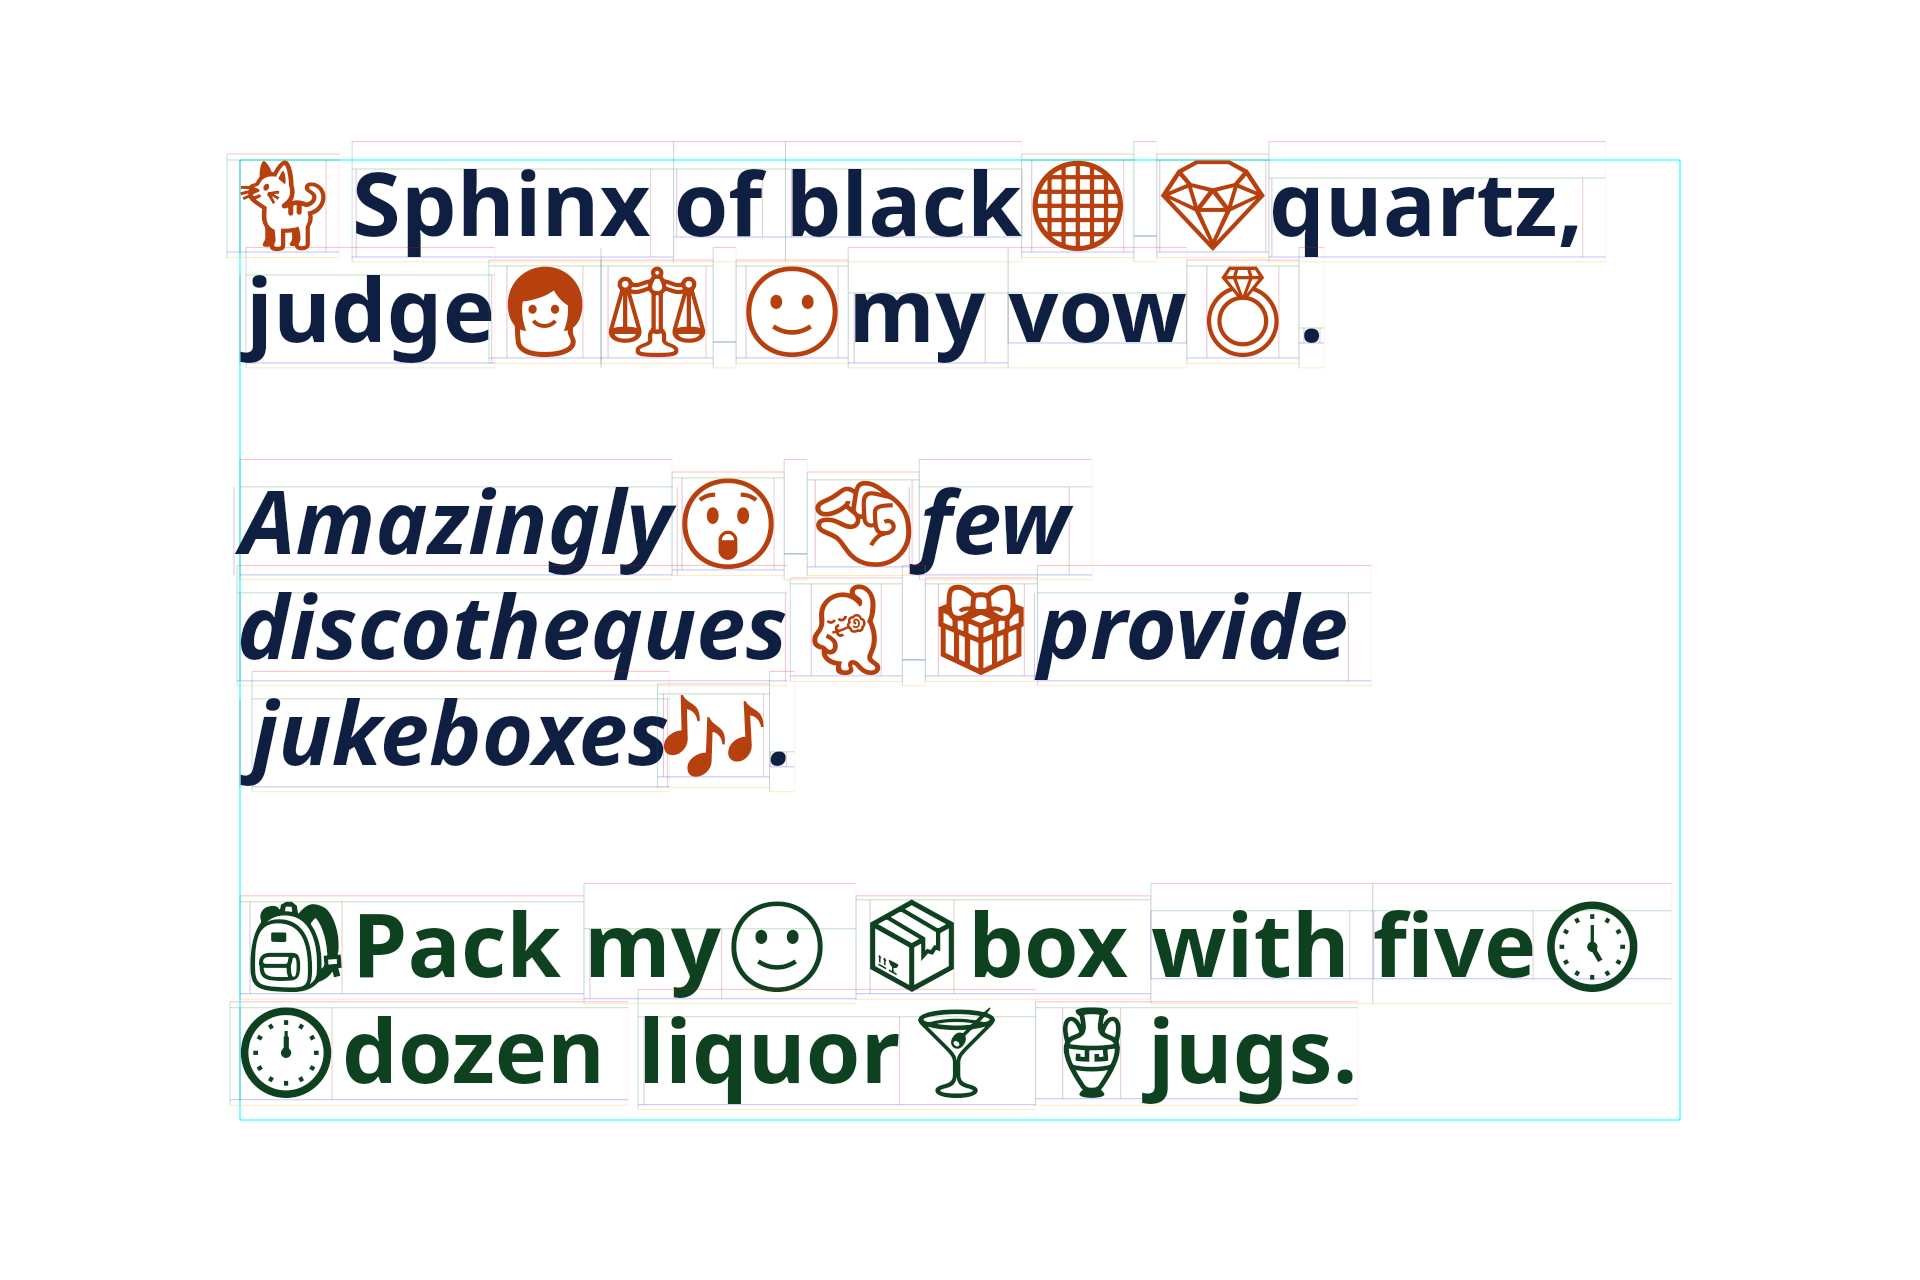 🐈 Sphinx of black🌐 💎quartz,
judge👩⚖ 🙂my vow💍.
Amazingly😯 🤏few
discotheques👻 🎁provide
jukeboxes🎶.
🎒Pack my🙂 📦box with five🕔
🕛dozen liquor🍸 🏺jugs.